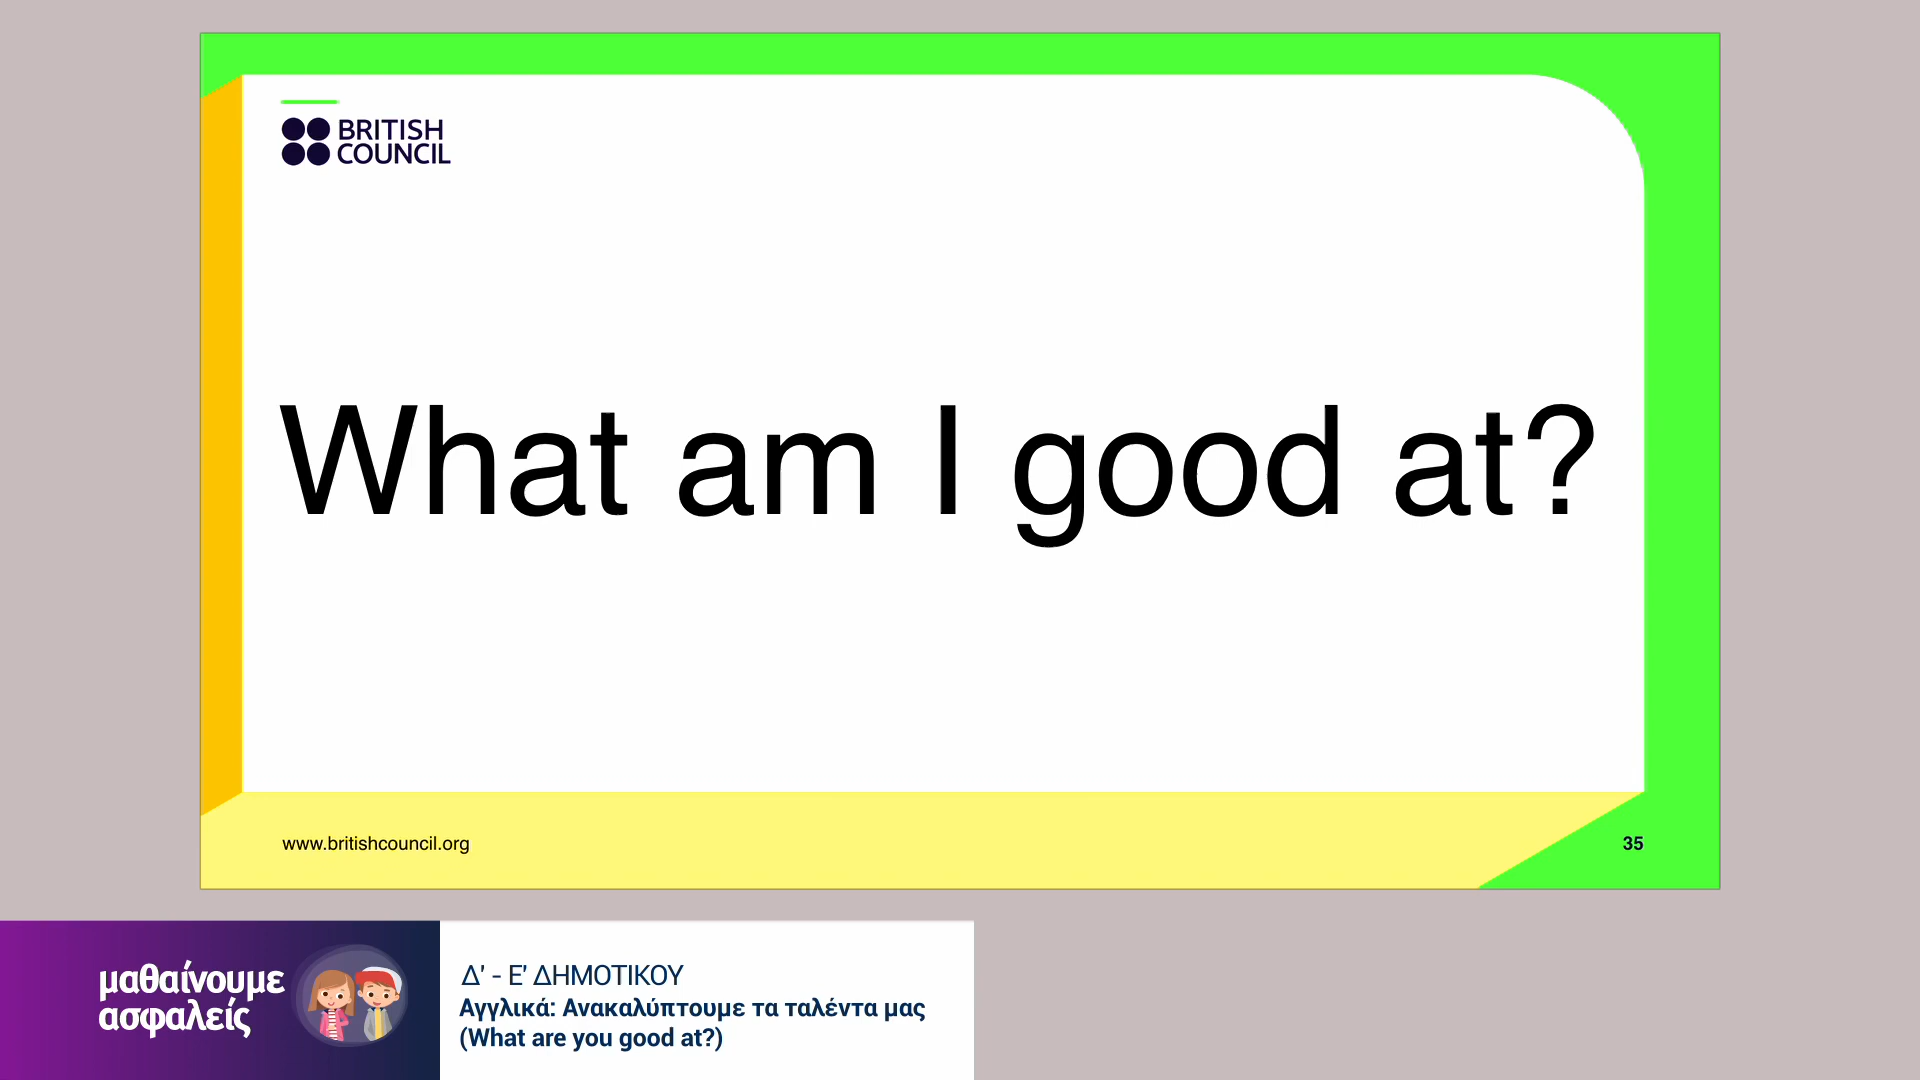 BRITISH
COUNCIL
What am I good at?
www.britishcouncil.org
35
μαθαίνουμε
ασφαλείς
Δ' - Ε' ΔΗΜΟΤΙΚΟΥ
Αγγλικά: Ανακαλύπτουμε τα ταλέντα μας
(What are you good at?)